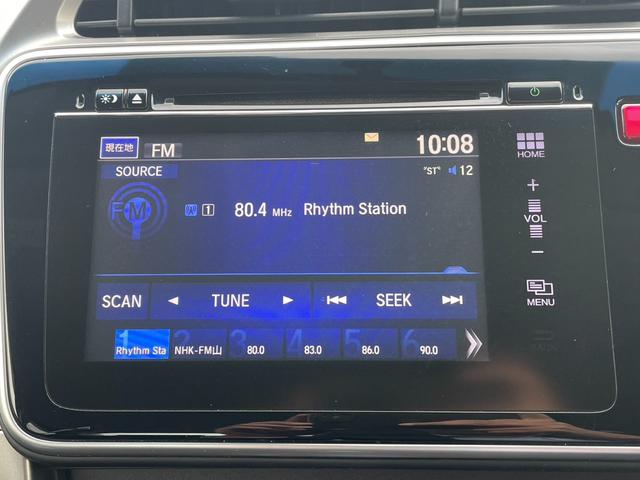 現在地 FM 10:08
SOURCE "ST" 12
FM 1 80.4 MHz Rhythm Station
HOME
+
VOL
−
MENU
SCAN ◄ TUNE ► ⏮ SEEK ⏭
1 2 3 4 5 6
Rhythm Sta NHK-FM山 80.0 83.0 86.0 90.0